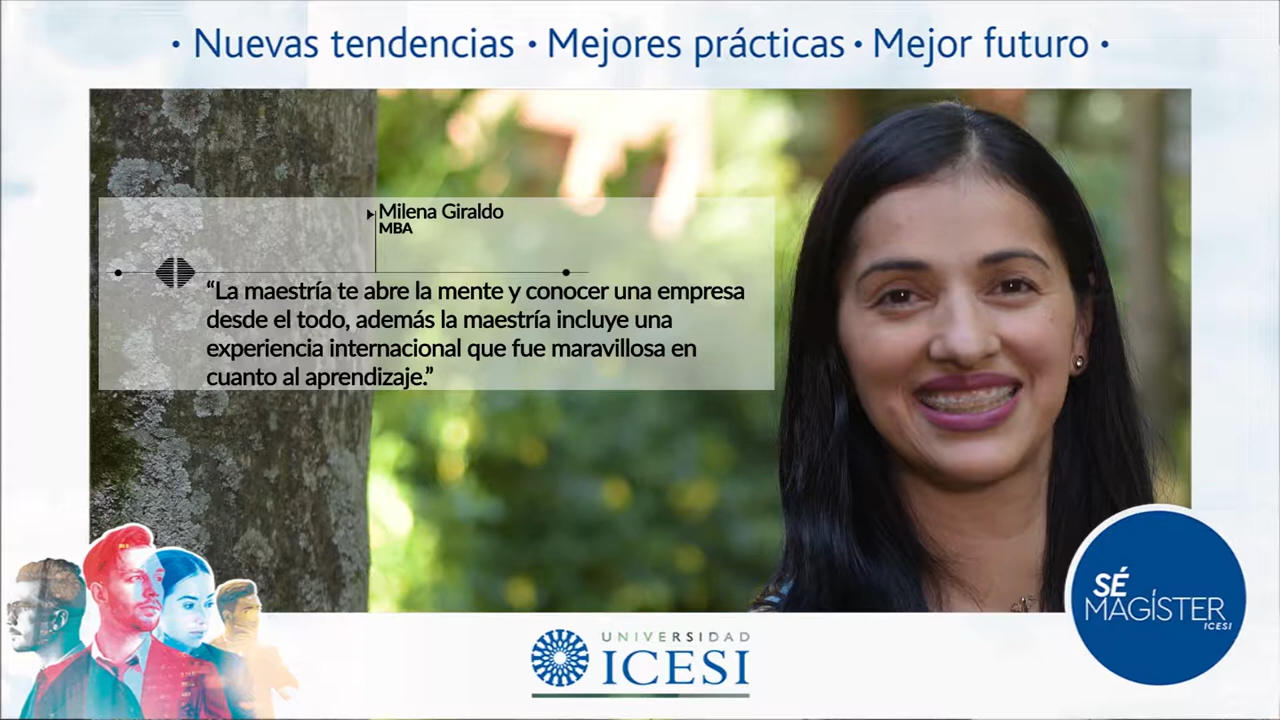 · Nuevas tendencias · Mejores prácticas · Mejor futuro ·
Milena Giraldo
MBA
“La maestría te abre la mente y conocer una empresa
desde el todo, además la maestría incluye una
experiencia internacional que fue maravillosa en
cuanto al aprendizaje.”
SÉ
MAGÍSTER
ICESI
UNIVERSIDAD
ICESI